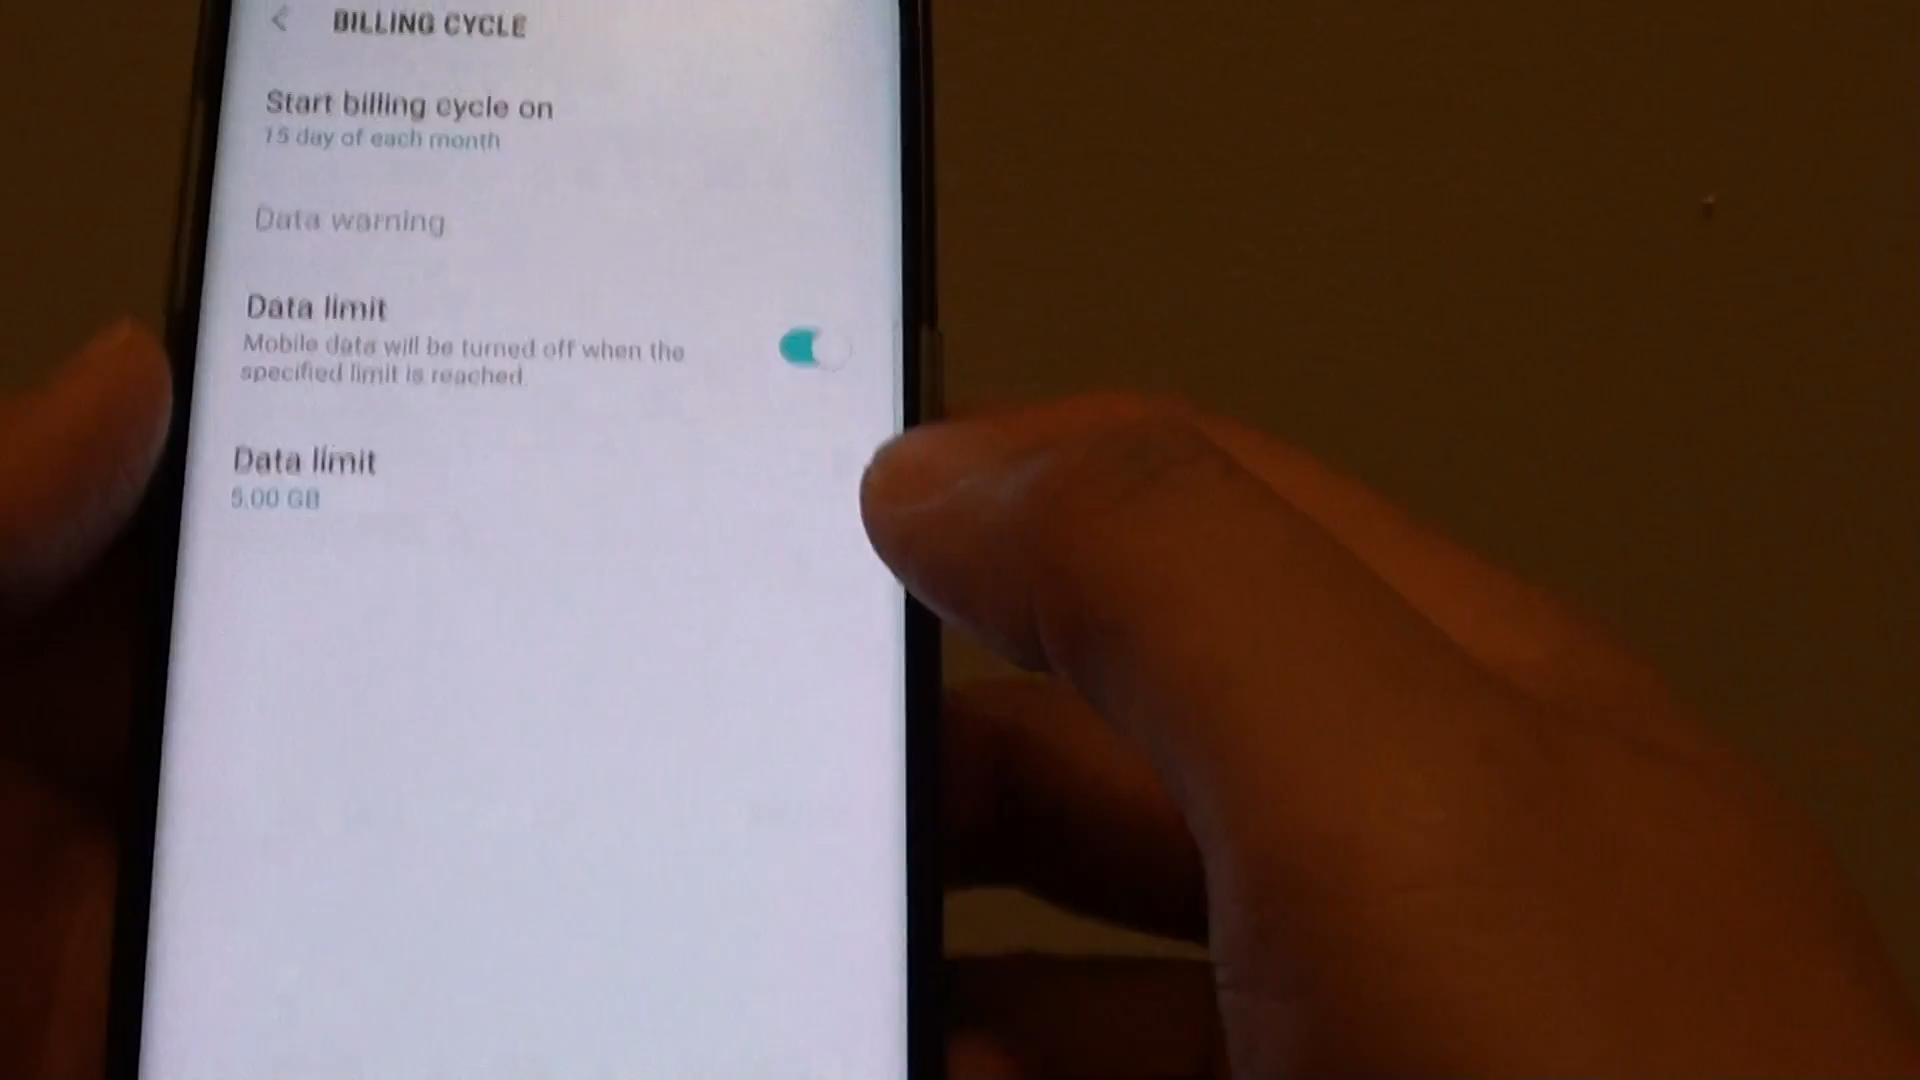 BILLING CYCLE
Start billing cycle on
15 day of each month
Data warning
Data limit
Mobile data will be turned off when the
specified limit is reached.
Data limit
5.00 GB